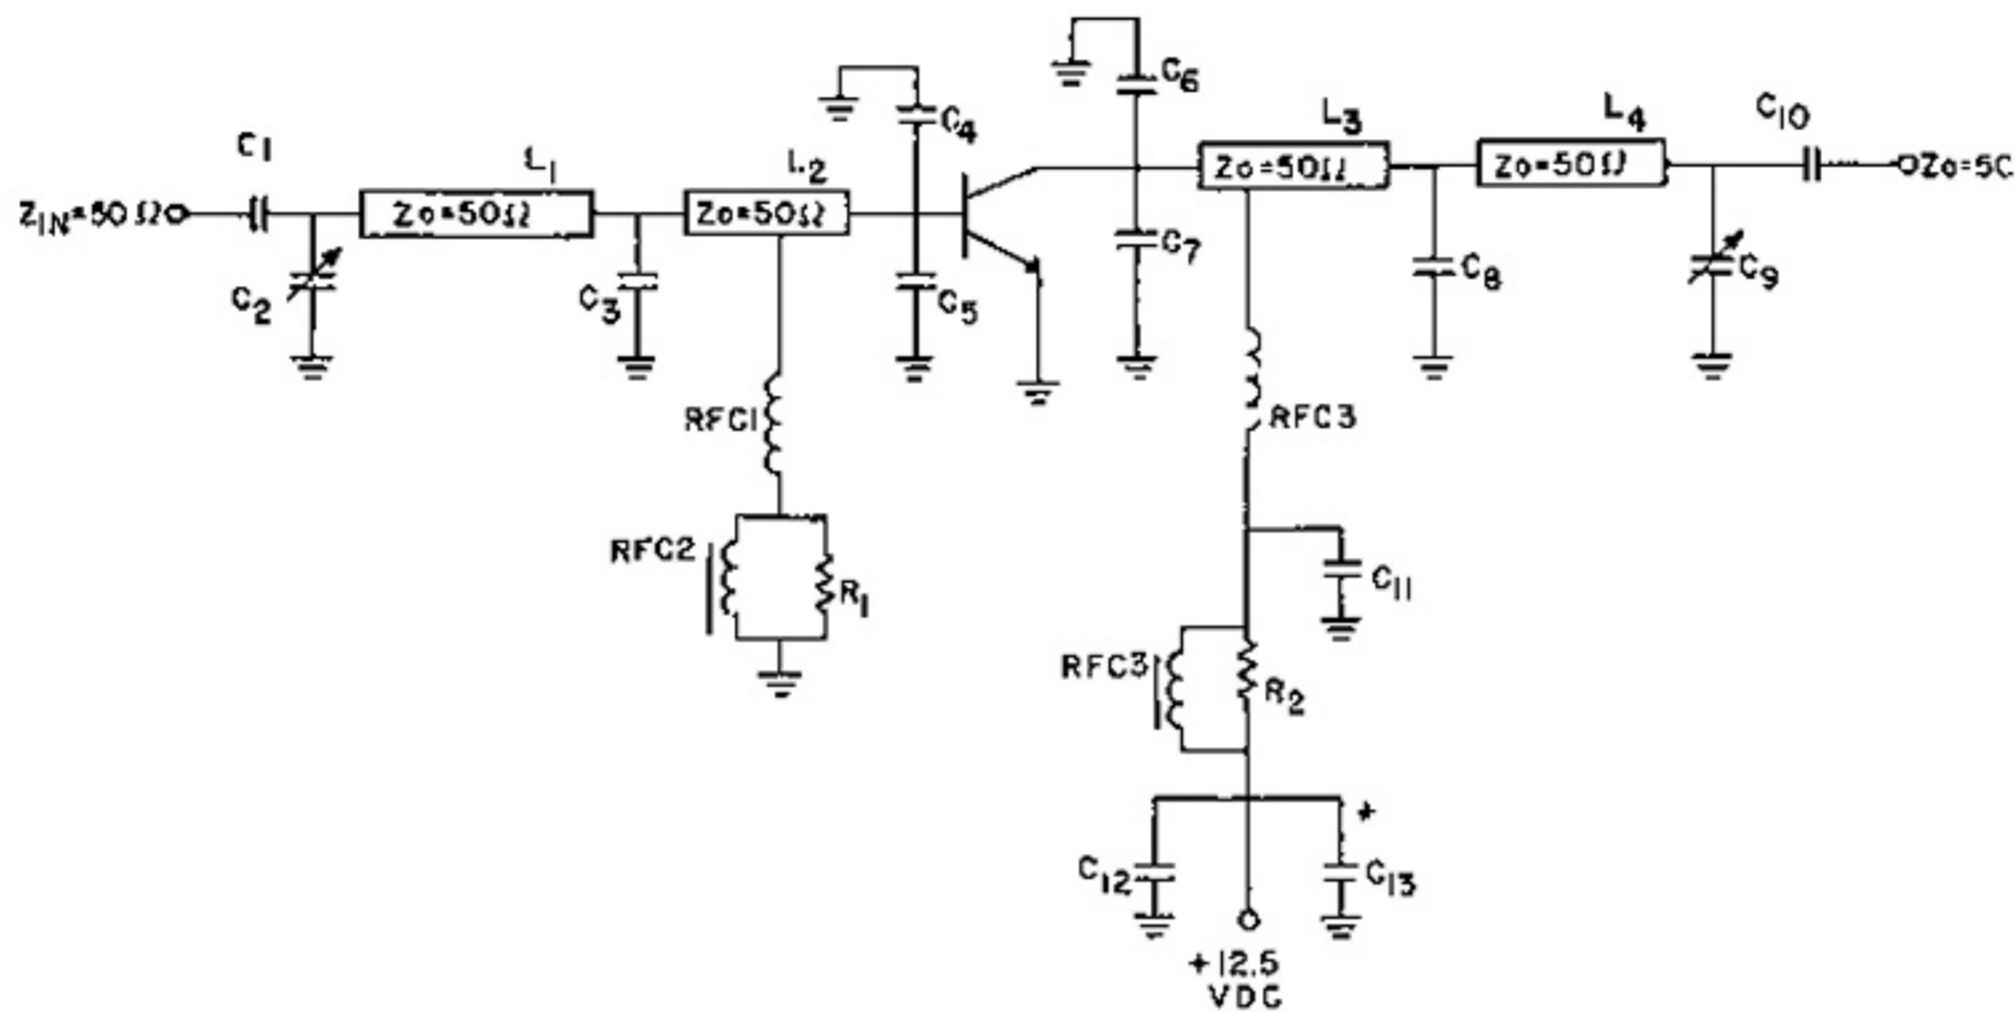 C6
L3
L4
C10
C4
C1
L1
L2
Zo=50Ω
Zo=50Ω
Zo=5C
ZIN=50Ω
Zo=50Ω
Zo=50Ω
C7
C8
C9
C2
C3
C5
RFC1
RFC3
RFC2
R1
C11
RFC3
R2
+
C12
C13
+12.5
VDC